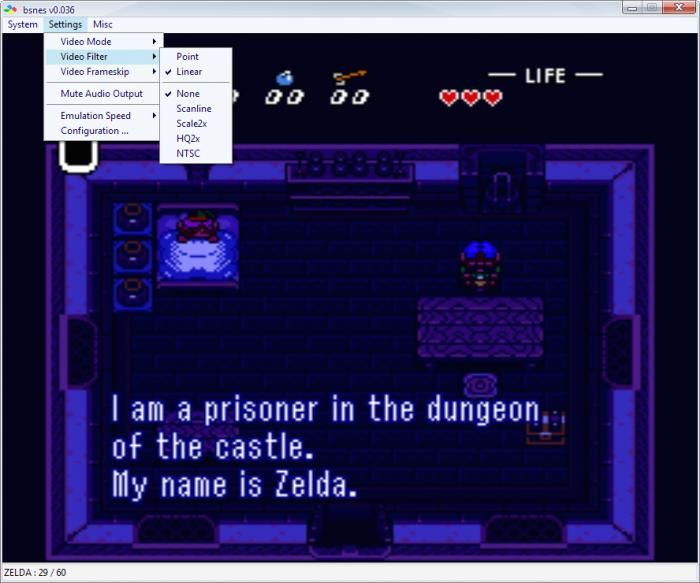 bsnes v0.036
System Settings Misc
Video Mode
Video Filter
Video Frameskip
Mute Audio Output
Emulation Speed
Configuration ...
Point
Linear
None
Scanline
Scale2x
HQ2x
NTSC
00 00
LIFE
I am a prisoner in the dungeon
of the castle.
My name is Zelda.
ZELDA : 29 / 60